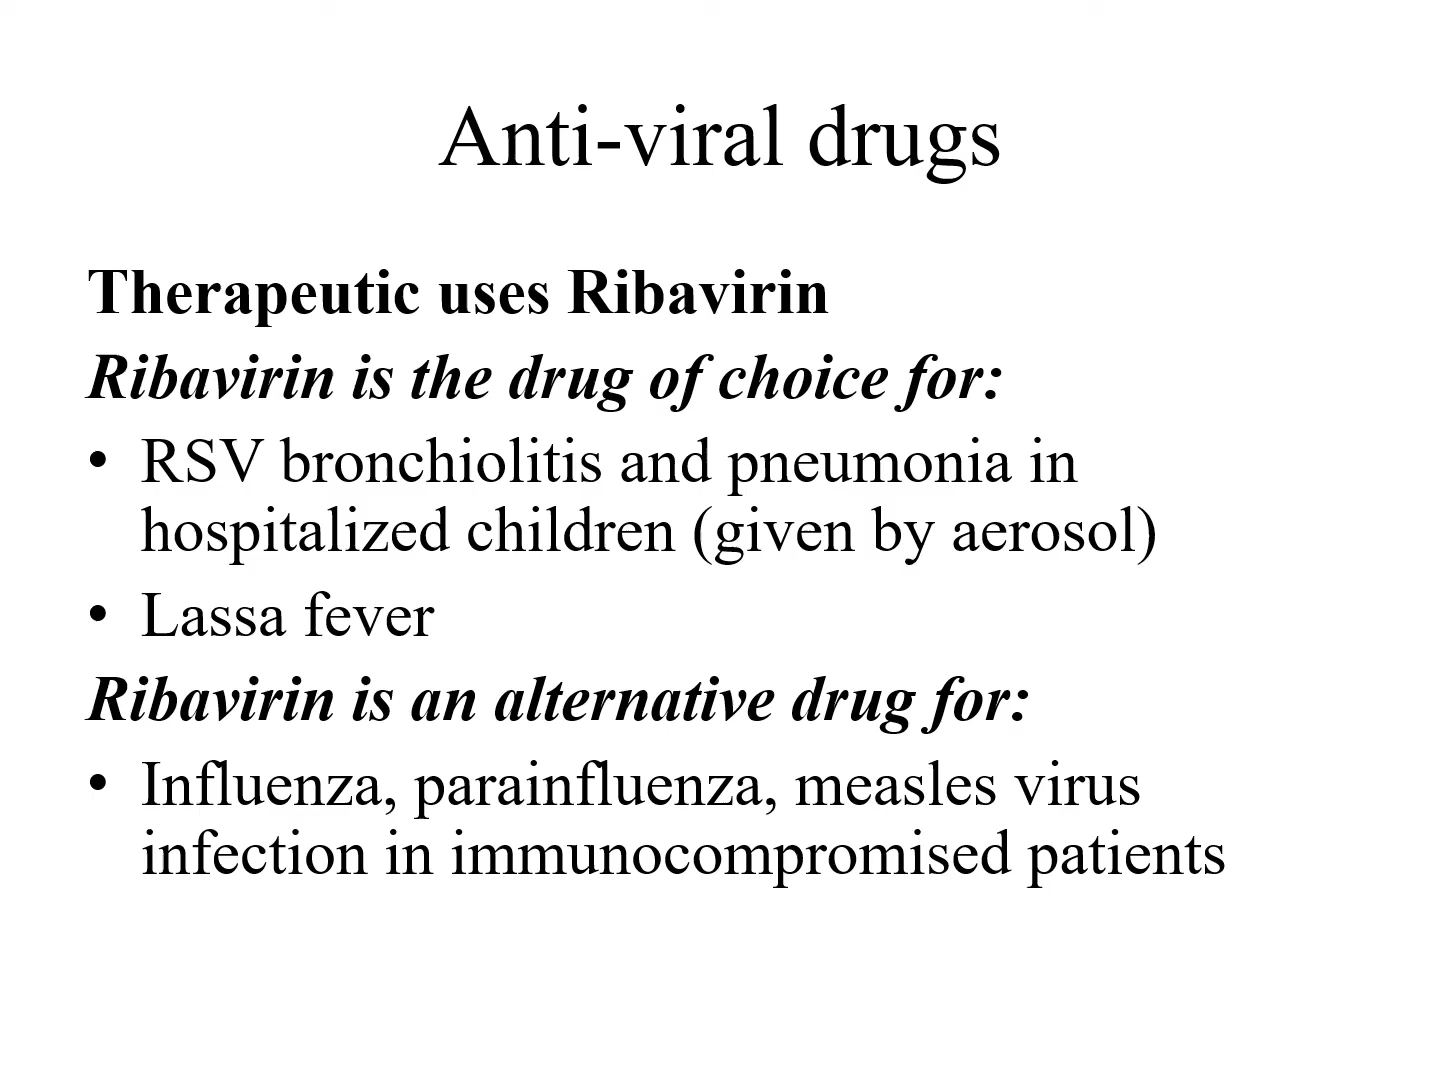 Anti-viral drugs
Therapeutic uses Ribavirin
Ribavirin is the drug of choice for:
• RSV bronchiolitis and pneumonia in
hospitalized children (given by aerosol)
• Lassa fever
Ribavirin is an alternative drug for:
• Influenza, parainfluenza, measles virus
infection in immunocompromised patients